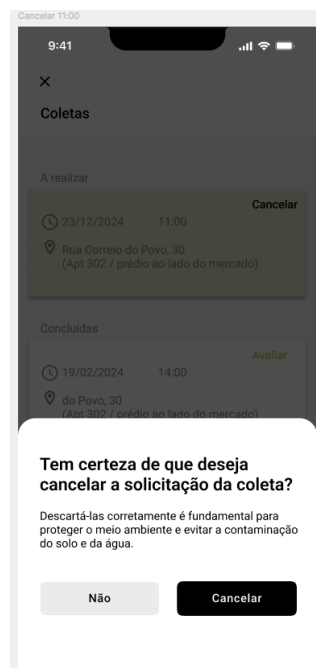 Cancelar 11:00
9:41
Coletas
A realizar
Cancelar
23/12/2024 11:00
Rua Correio do Povo, 30
(Apt 302 / prédio ao lado do mercado)
Concluídas
Avaliar
19/02/2024 14:00
do Povo, 30
(Apt 302 / prédio ao lado do mercado)
Tem certeza de que deseja
cancelar a solicitação da coleta?
Descartá-las corretamente é fundamental para
proteger o meio ambiente e evitar a contaminação
do solo e da água.
Não Cancelar